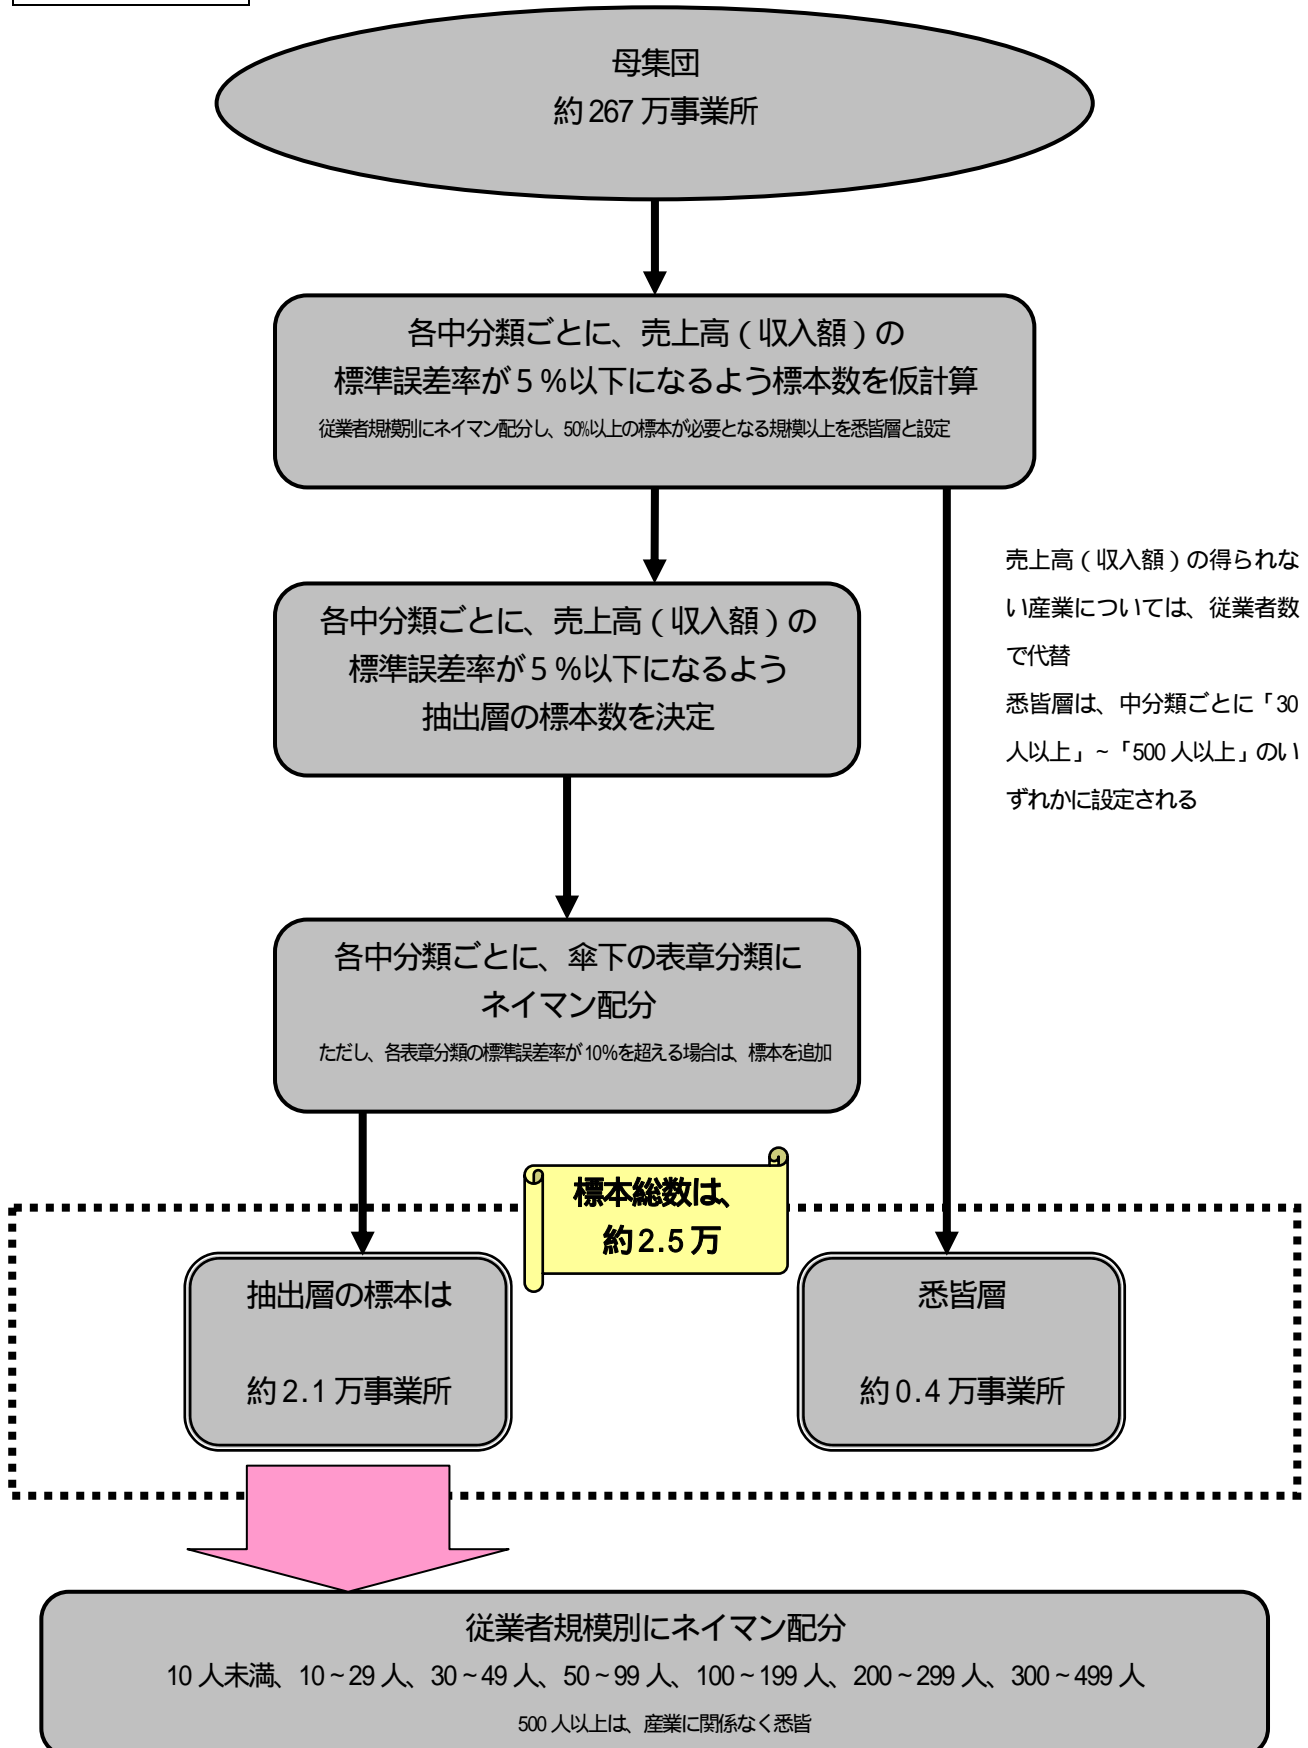 母集団
約267万事業所
各中分類ごとに、売上高（収入額）の
標準誤差率が5％以下になるよう標本数を仮計算
従業者規模別にネイマン配分し、50%以上の標本が必要となる規模以上を悉皆層と設定
売上高（収入額）の得られな
い産業については、従業者数
で代替
悉皆層は、中分類ごとに「30
人以上」~「500人以上」のい
ずれかに設定される
各中分類ごとに、売上高（収入額）の
標準誤差率が5％以下になるよう
抽出層の標本数を決定
各中分類ごとに、傘下の表章分類に
ネイマン配分
ただし、各表章分類の標準誤差率が10%を超える場合は、標本を追加
標本総数は、
約2.5万
抽出層の標本は
約2.1万事業所
悉皆層
約0.4万事業所
従業者規模別にネイマン配分
10人未満、10~29人、30~49人、50~99人、100~199人、200~299人、300~499人
500人以上は、産業に関係なく悉皆